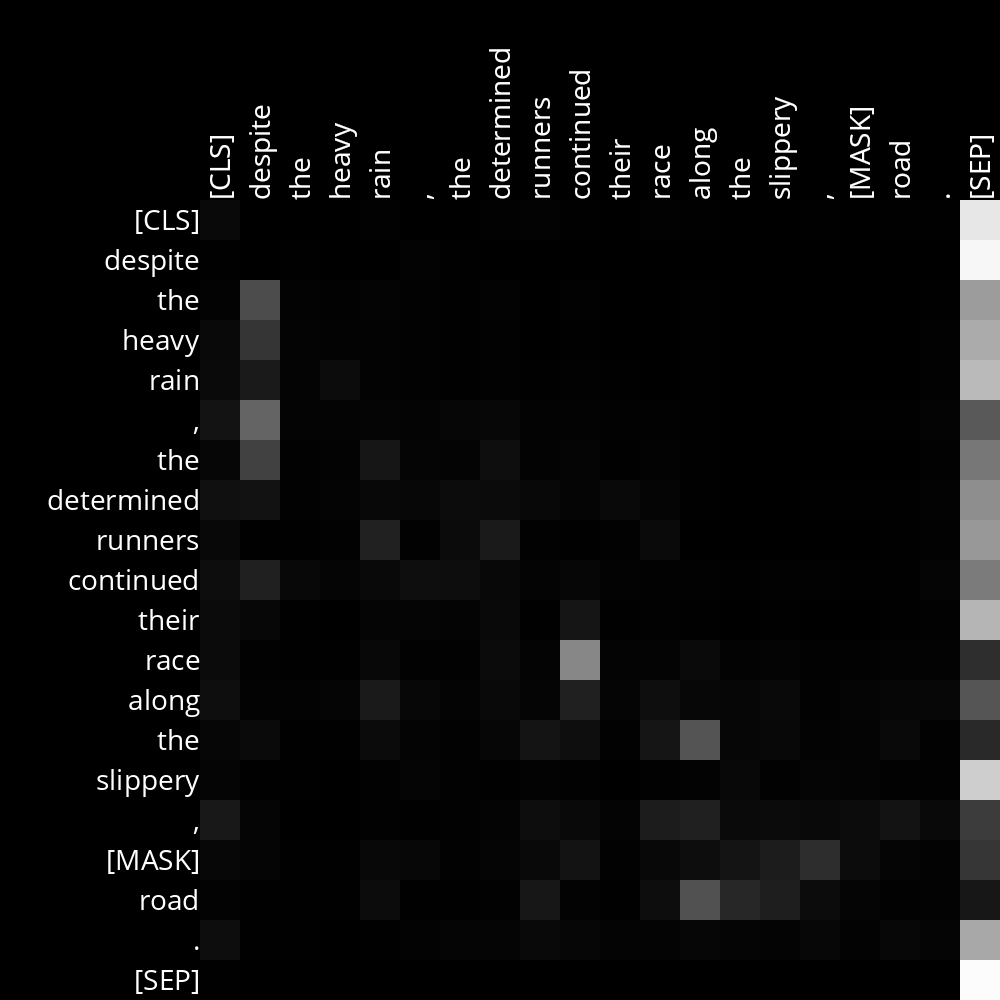 [CLS] despite the heavy rain , the determined runners continued their race along the slippery , [MASK] road . [SEP]
[CLS]
despite
the
heavy
rain
,
the
determined
runners
continued
their
race
along
the
slippery
,
[MASK]
road
.
[SEP]